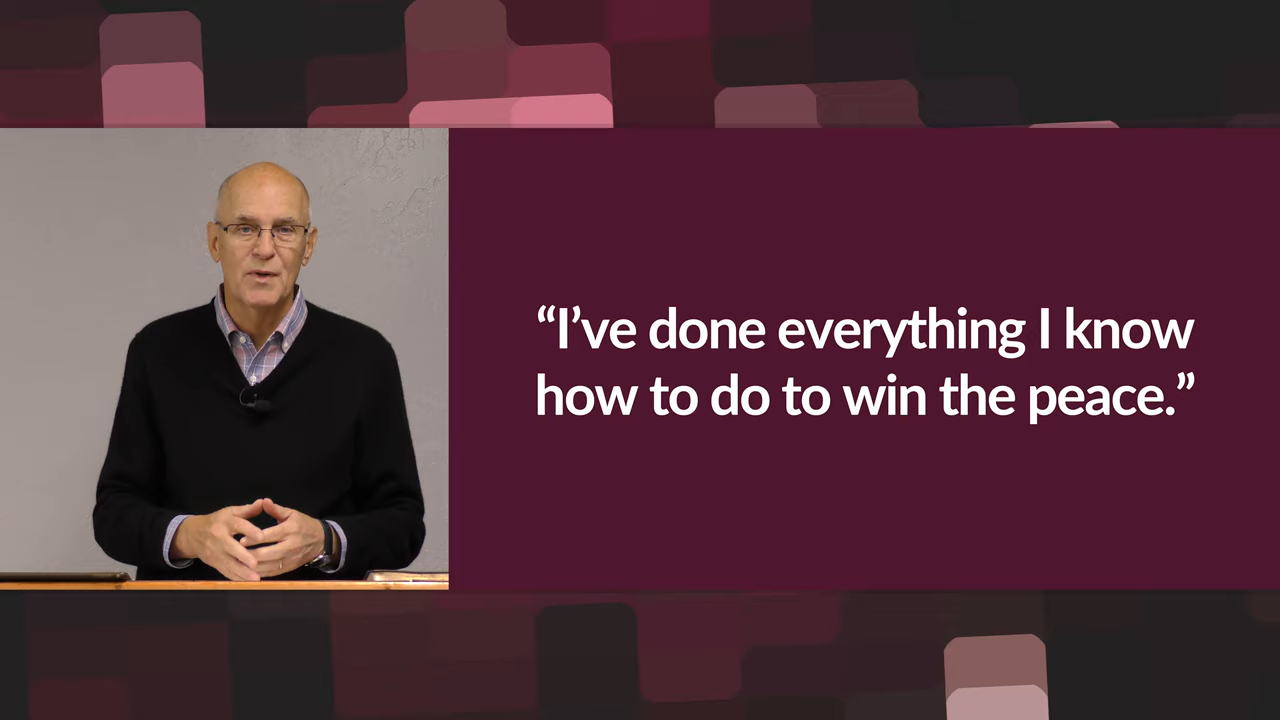 “I’ve done everything I know
how to do to win the peace.”